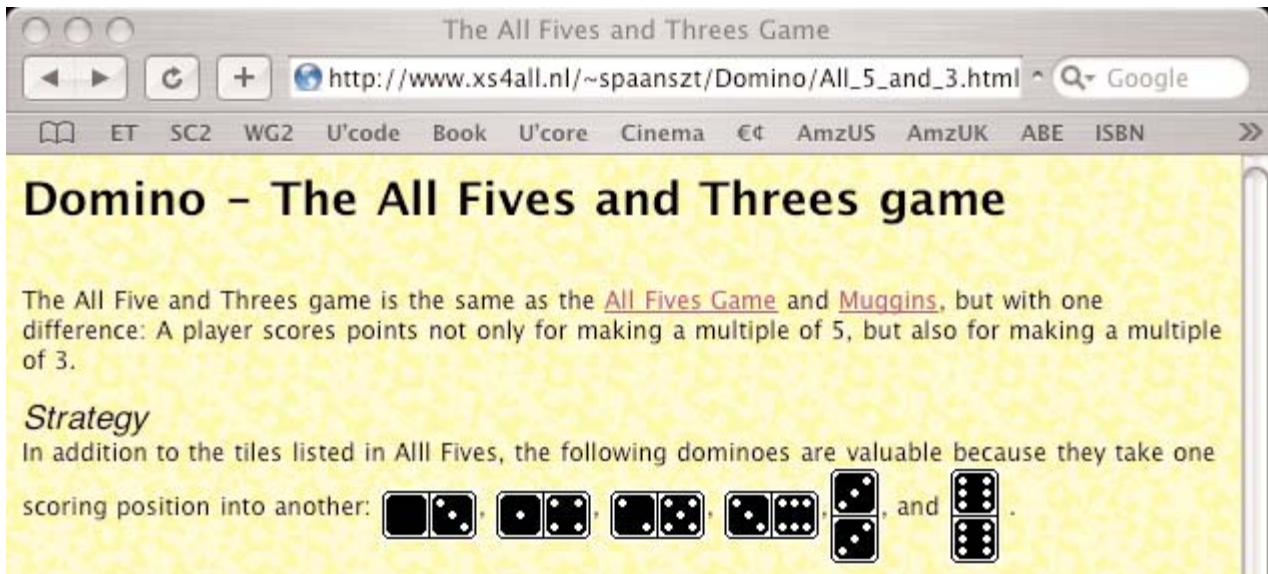 The All Fives and Threes Game
http://www.xs4all.nl/~spaanszt/Domino/All_5_and_3.html
Google
ET SC2 WG2 U'code Book U'core Cinema €¢ AmzUS AmzUK ABE ISBN »
Domino – The All Fives and Threes game
The All Five and Threes game is the same as the All Fives Game and Muggins, but with one
difference: A player scores points not only for making a multiple of 5, but also for making a multiple
of 3.
Strategy
In addition to the tiles listed in Alll Fives, the following dominoes are valuable because they take one
scoring position into another: , , , , , and .